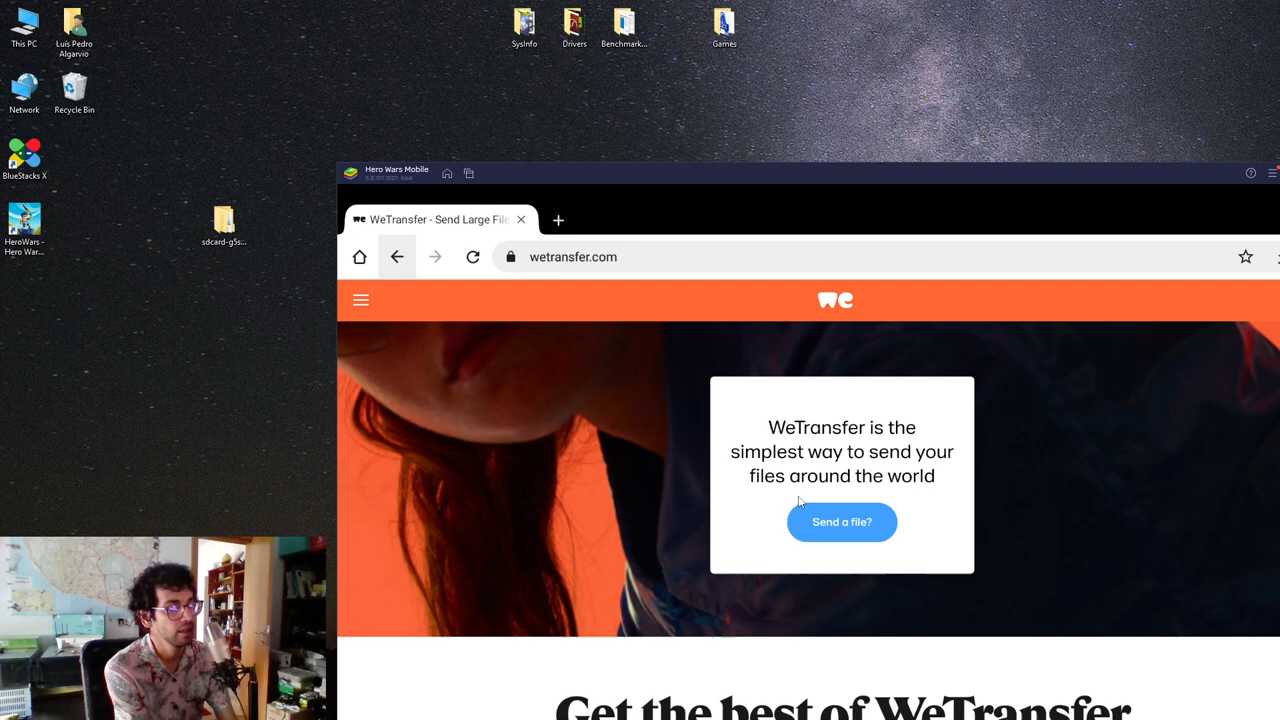 This PC
Luís Pedro
Algarvio
SysInfo
Drivers
Benchmark...
Games
Network
Recycle Bin
BlueStacks X
HeroWars -
Hero War...
sdcard-g5s...
Hero Wars Mobile
WeTransfer - Send Large File
wetransfer.com
we
WeTransfer is the
simplest way to send your
files around the world
Send a file?
Get the best of WeTransfer